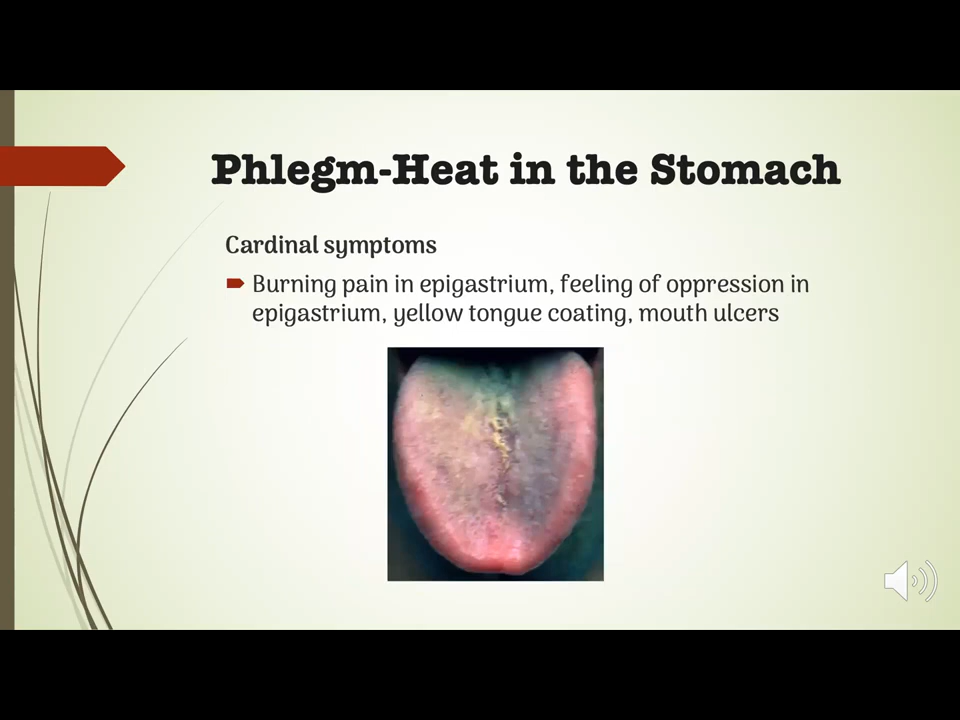 Phlegm-Heat in the Stomach
Cardinal symptoms
Burning pain in epigastrium, feeling of oppression in
epigastrium, yellow tongue coating, mouth ulcers